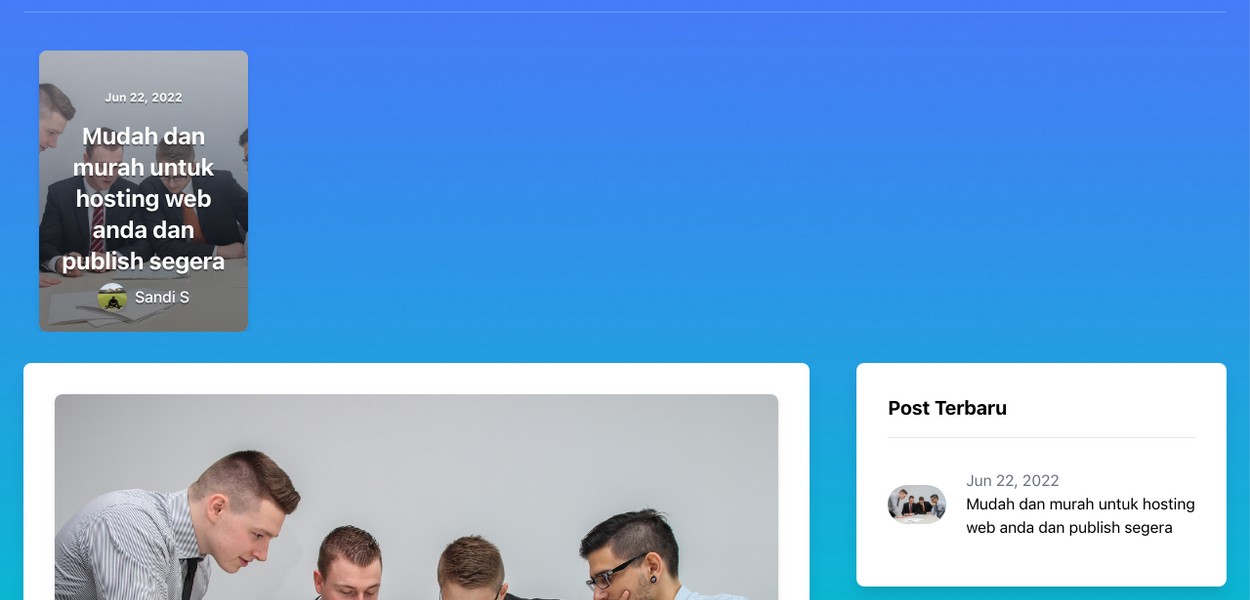 Jun 22, 2022
Mudah dan
murah untuk
hosting web
anda dan
publish segera
Sandi S
Post Terbaru
Jun 22, 2022
Mudah dan murah untuk hosting
web anda dan publish segera